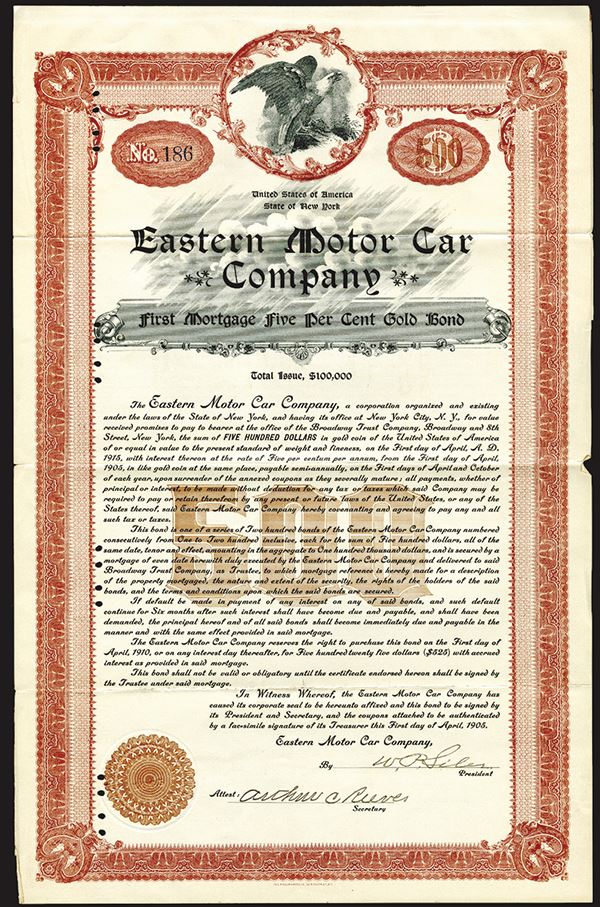 No. 186
500
United States of America
State of New York
Eastern Motor Car
Company
First Mortgage Five Per Cent Gold Bond
Total Issue, $100,000
The Eastern Motor Car Company, a corporation organized and existing
under the laws of the State of New York, and having its office at New York City, N. Y., for value
received promises to pay to bearer at the office of the Broadway Trust Company, Broadway and 8th
Street, New York, the sum of FIVE HUNDRED DOLLARS in gold coin of the United States of America
of or equal in value to the present standard of weight and fineness, on the First day of April, A. D.
1915, with interest thereon at the rate of Five per centum per annum, from the First day of April,
1905, in like gold coin at the same place, payable semi-annually, on the First days of April and October
of each year, upon surrender of the annexed coupons as they severally mature; all payments, whether of
principal or interest, to be made without deduction for any tax or taxes which said Company may be
required to pay or retain therefrom by any present or future laws of the United States, or any of the
States thereof, said Eastern Motor Car Company hereby covenanting and agreeing to pay any and all
such tax or taxes.
This bond is one of a series of Two hundred bonds of the Eastern Motor Car Company numbered
consecutively from One to Two hundred inclusive, each for the sum of Five hundred dollars, all of the
same date, tenor and effect, amounting in the aggregate to One hundred thousand dollars, and is secured by a
mortgage of even date herewith duly executed by the Eastern Motor Car Company and delivered to said
Broadway Trust Company, as Trustee, to which mortgage reference is hereby made for a description
of the property mortgaged, the nature and extent of the security, the rights of the holders of the said
bonds, and the terms and conditions upon which the said bonds are secured.
If default be made in payment of any interest on any of said bonds, and such default
continue for Six months after such interest shall have become due and payable, and shall have been
demanded, the principal hereof and of all said bonds shall become immediately due and payable in the
manner and with the same effect provided in said mortgage.
The Eastern Motor Car Company reserves the right to purchase this bond on the First day of
April, 1910, or on any interest day thereafter, for Five hundred twenty five dollars ($525) with accrued
interest as provided in said mortgage.
This bond shall not be valid or obligatory until the certificate endorsed hereon shall be signed by
the Trustee under said mortgage.
In Witness Whereof, the Eastern Motor Car Company has
caused its corporate seal to be hereunto affixed and this bond to be signed by
its President and Secretary, and the coupons attached to be authenticated
by a facsimile signature of its Treasurer this First day of April, 1905.
Eastern Motor Car Company,
By
President
Attest: Arthur C Reeves
Secretary